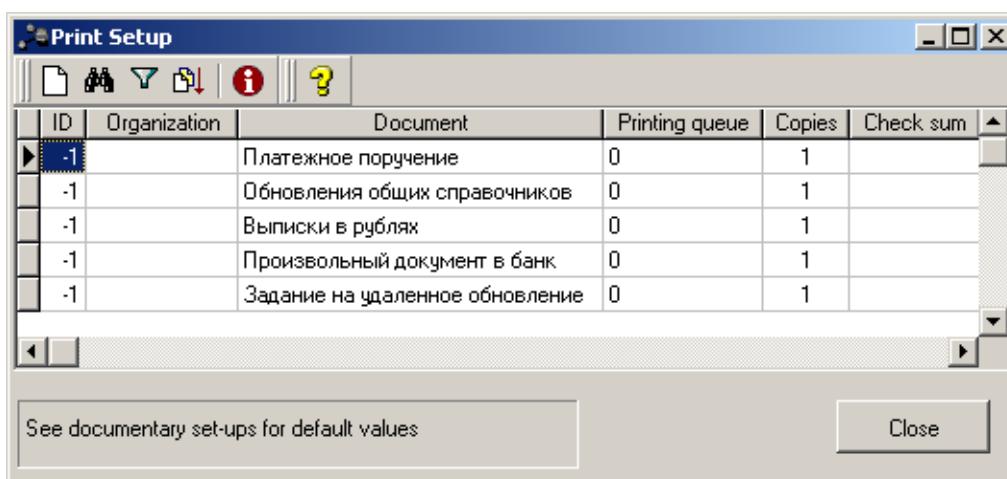 Print Setup
ID Organization Document Printing queue Copies Check sum
-1 Платежное поручение 0 1
-1 Обновления общих справочников 0 1
-1 Выписки в рублях 0 1
-1 Произвольный документ в банк 0 1
-1 Задание на удаленное обновление 0 1
See documentary set-ups for default values
Close